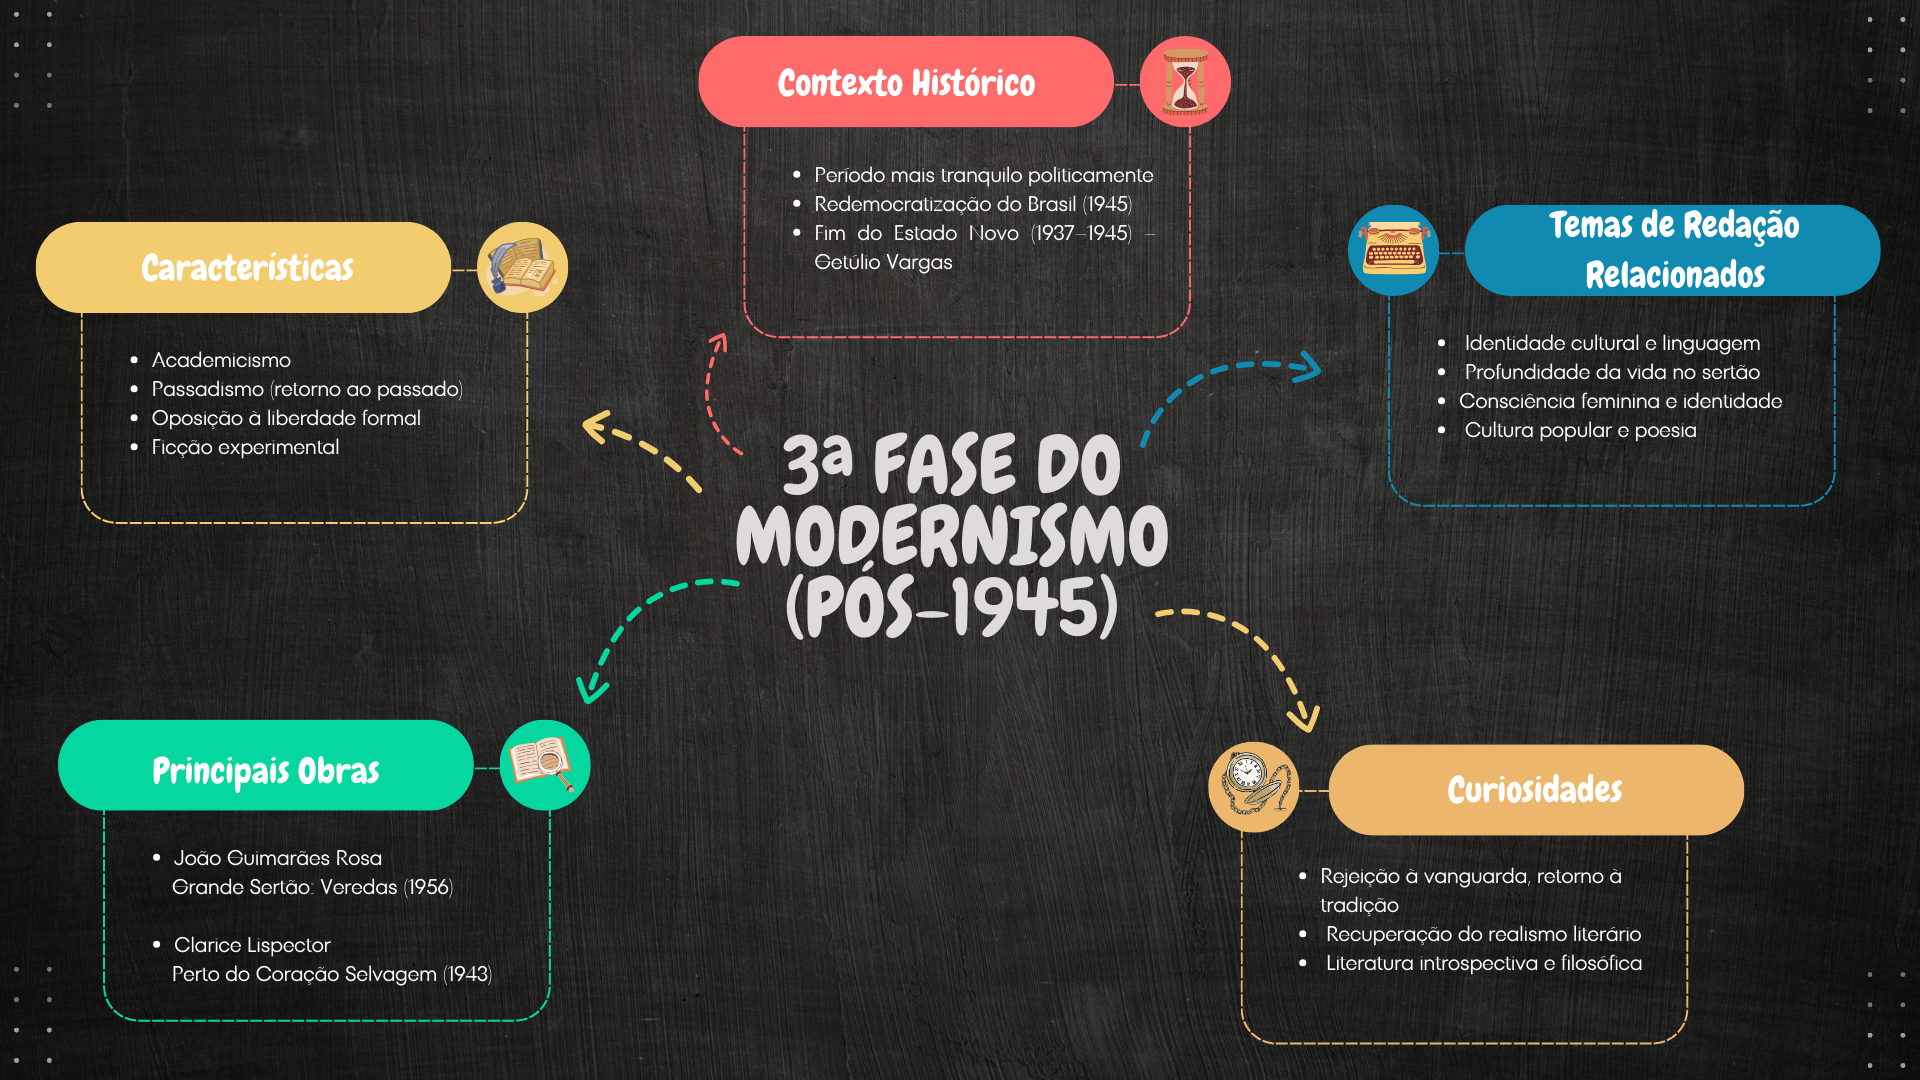 Contexto Histórico
• Período mais tranquilo politicamente
• Redemocratização do Brasil (1945)
• Fim do Estado Novo (1937-1945) –
Getúlio Vargas
Características
• Academicismo
• Passadismo (retorno ao passado)
• Oposição à liberdade formal
• Ficção experimental
Temas de Redação
Relacionados
• Identidade cultural e linguagem
• Profundidade da vida no sertão
• Consciência feminina e identidade
• Cultura popular e poesia
3ª FASE DO
MODERNISMO
(PÓS-1945)
Principais Obras
• João Guimarães Rosa
Grande Sertão: Veredas (1956)
• Clarice Lispector
Perto do Coração Selvagem (1943)
Curiosidades
• Rejeição à vanguarda, retorno à
tradição
• Recuperação do realismo literário
• Literatura introspectiva e filosófica